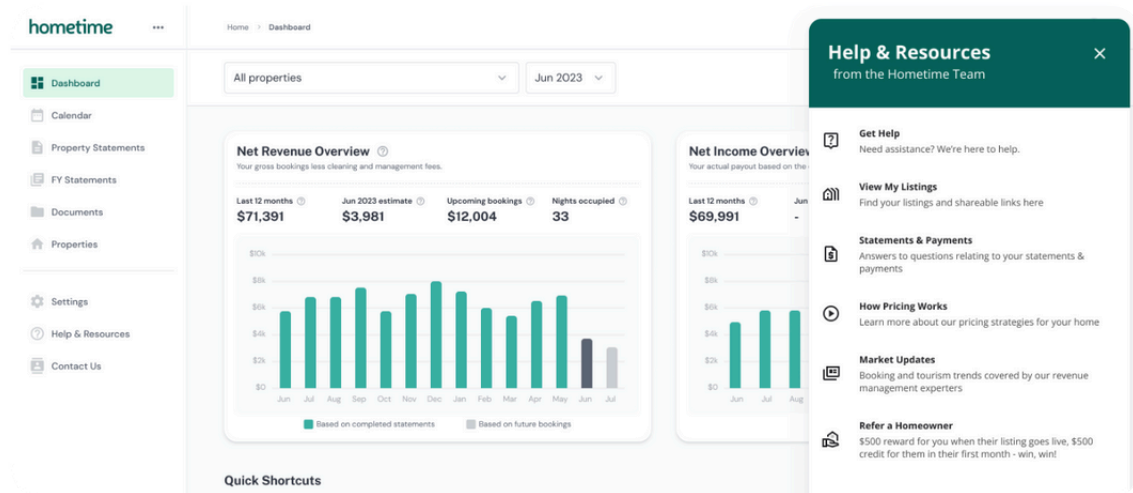 hometime
Home > Dashboard
Dashboard
Calendar
Property Statements
FY Statements
Documents
Properties
Settings
Help & Resources
Contact Us
All properties
Jun 2023
Net Revenue Overview
Your gross bookings less cleaning and management fees.
Last 12 months
Jun 2023 estimate
Upcoming bookings
Nights occupied
$71,391
$3,981
$12,004
33
$10k
$8k
$6k
$4k
$2k
$0
Jun Jul Aug Sep Oct Nov Dec Jan Feb Mar Apr May Jun Jul
Based on completed statements
Based on future bookings
Net Income Overview
Your actual payout based on the
Last 12 months
Jun
$69,991
-
$10k
$8k
$6k
$4k
$2k
$0
Jun Jul Aug
Quick Shortcuts
Help & Resources
from the Hometime Team
Get Help
Need assistance? We're here to help.
View My Listings
Find your listings and shareable links here
Statements & Payments
Answers to questions relating to your statements &
payments
How Pricing Works
Learn more about our pricing strategies for your home
Market Updates
Booking and tourism trends covered by our revenue
management experters
Refer a Homeowner
$500 reward for you when their listing goes live, $500
credit for them in their first month - win, win!